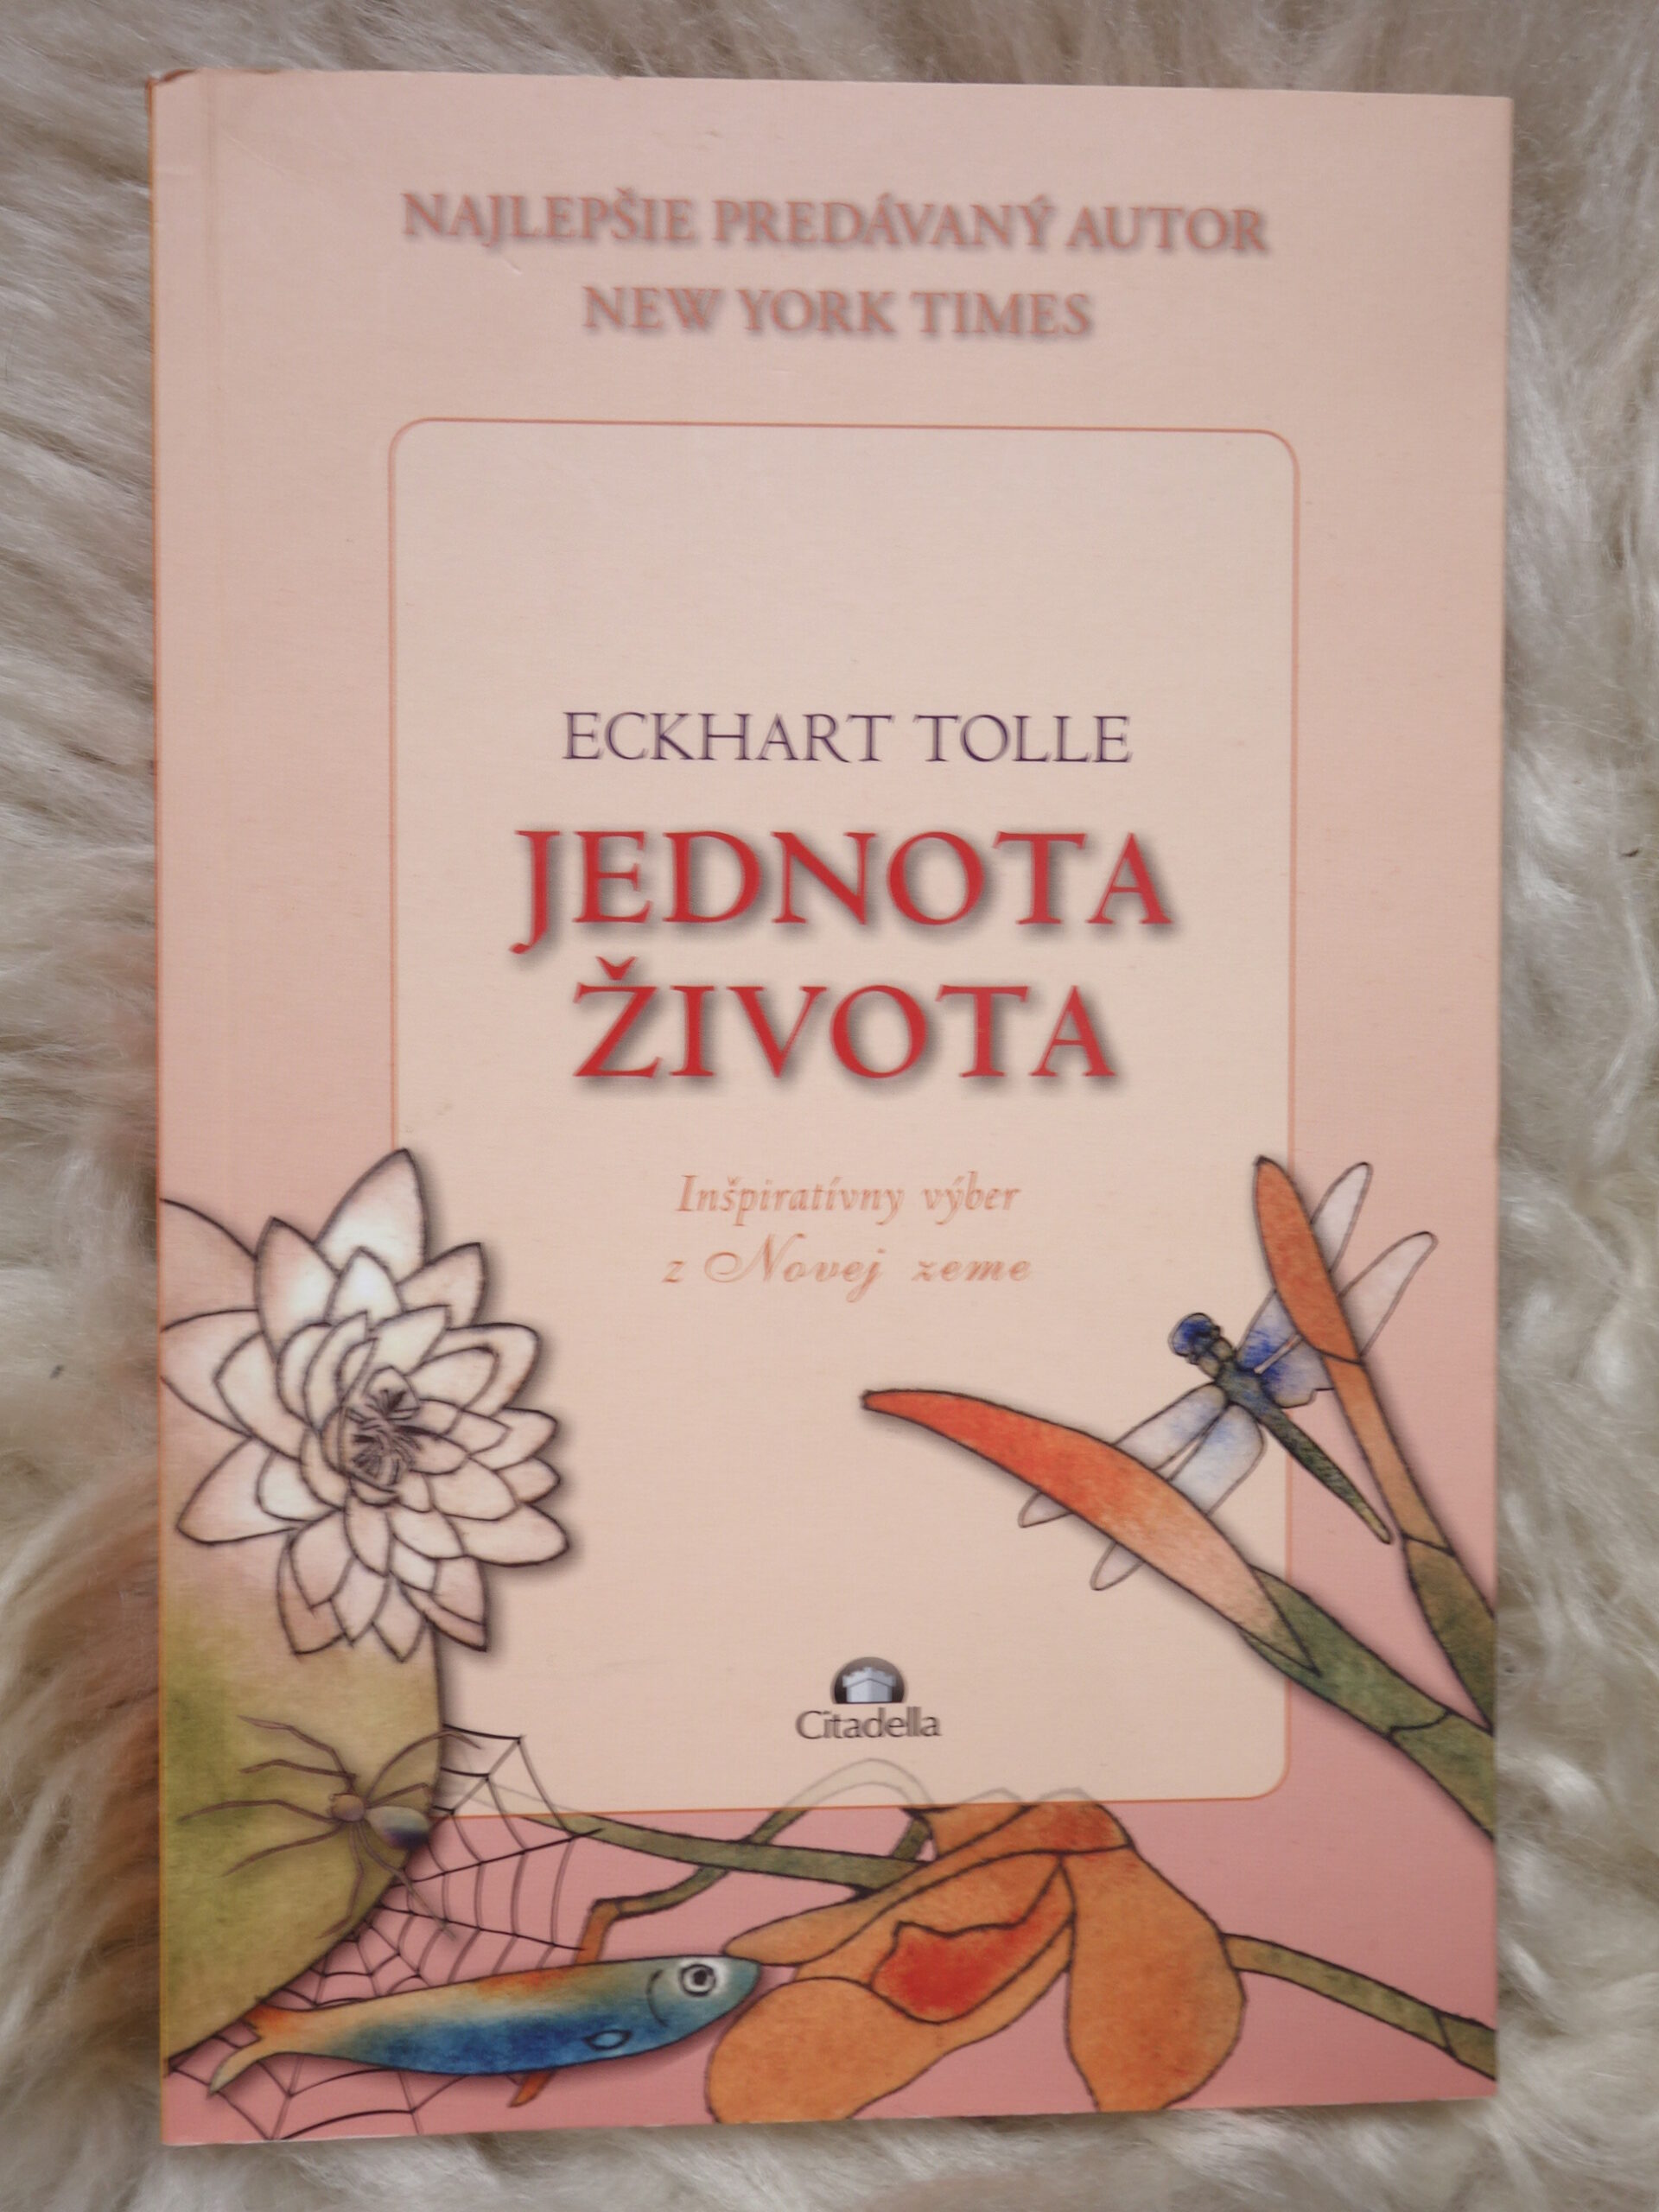 NAJLEPŠIE PREDÁVANÝ AUTOR
NEW YORK TIMES
ECKHART TOLLE
JEDNOTA
ŽIVOTA
Inšpiratívny výber
z Novej zeme
Citadella